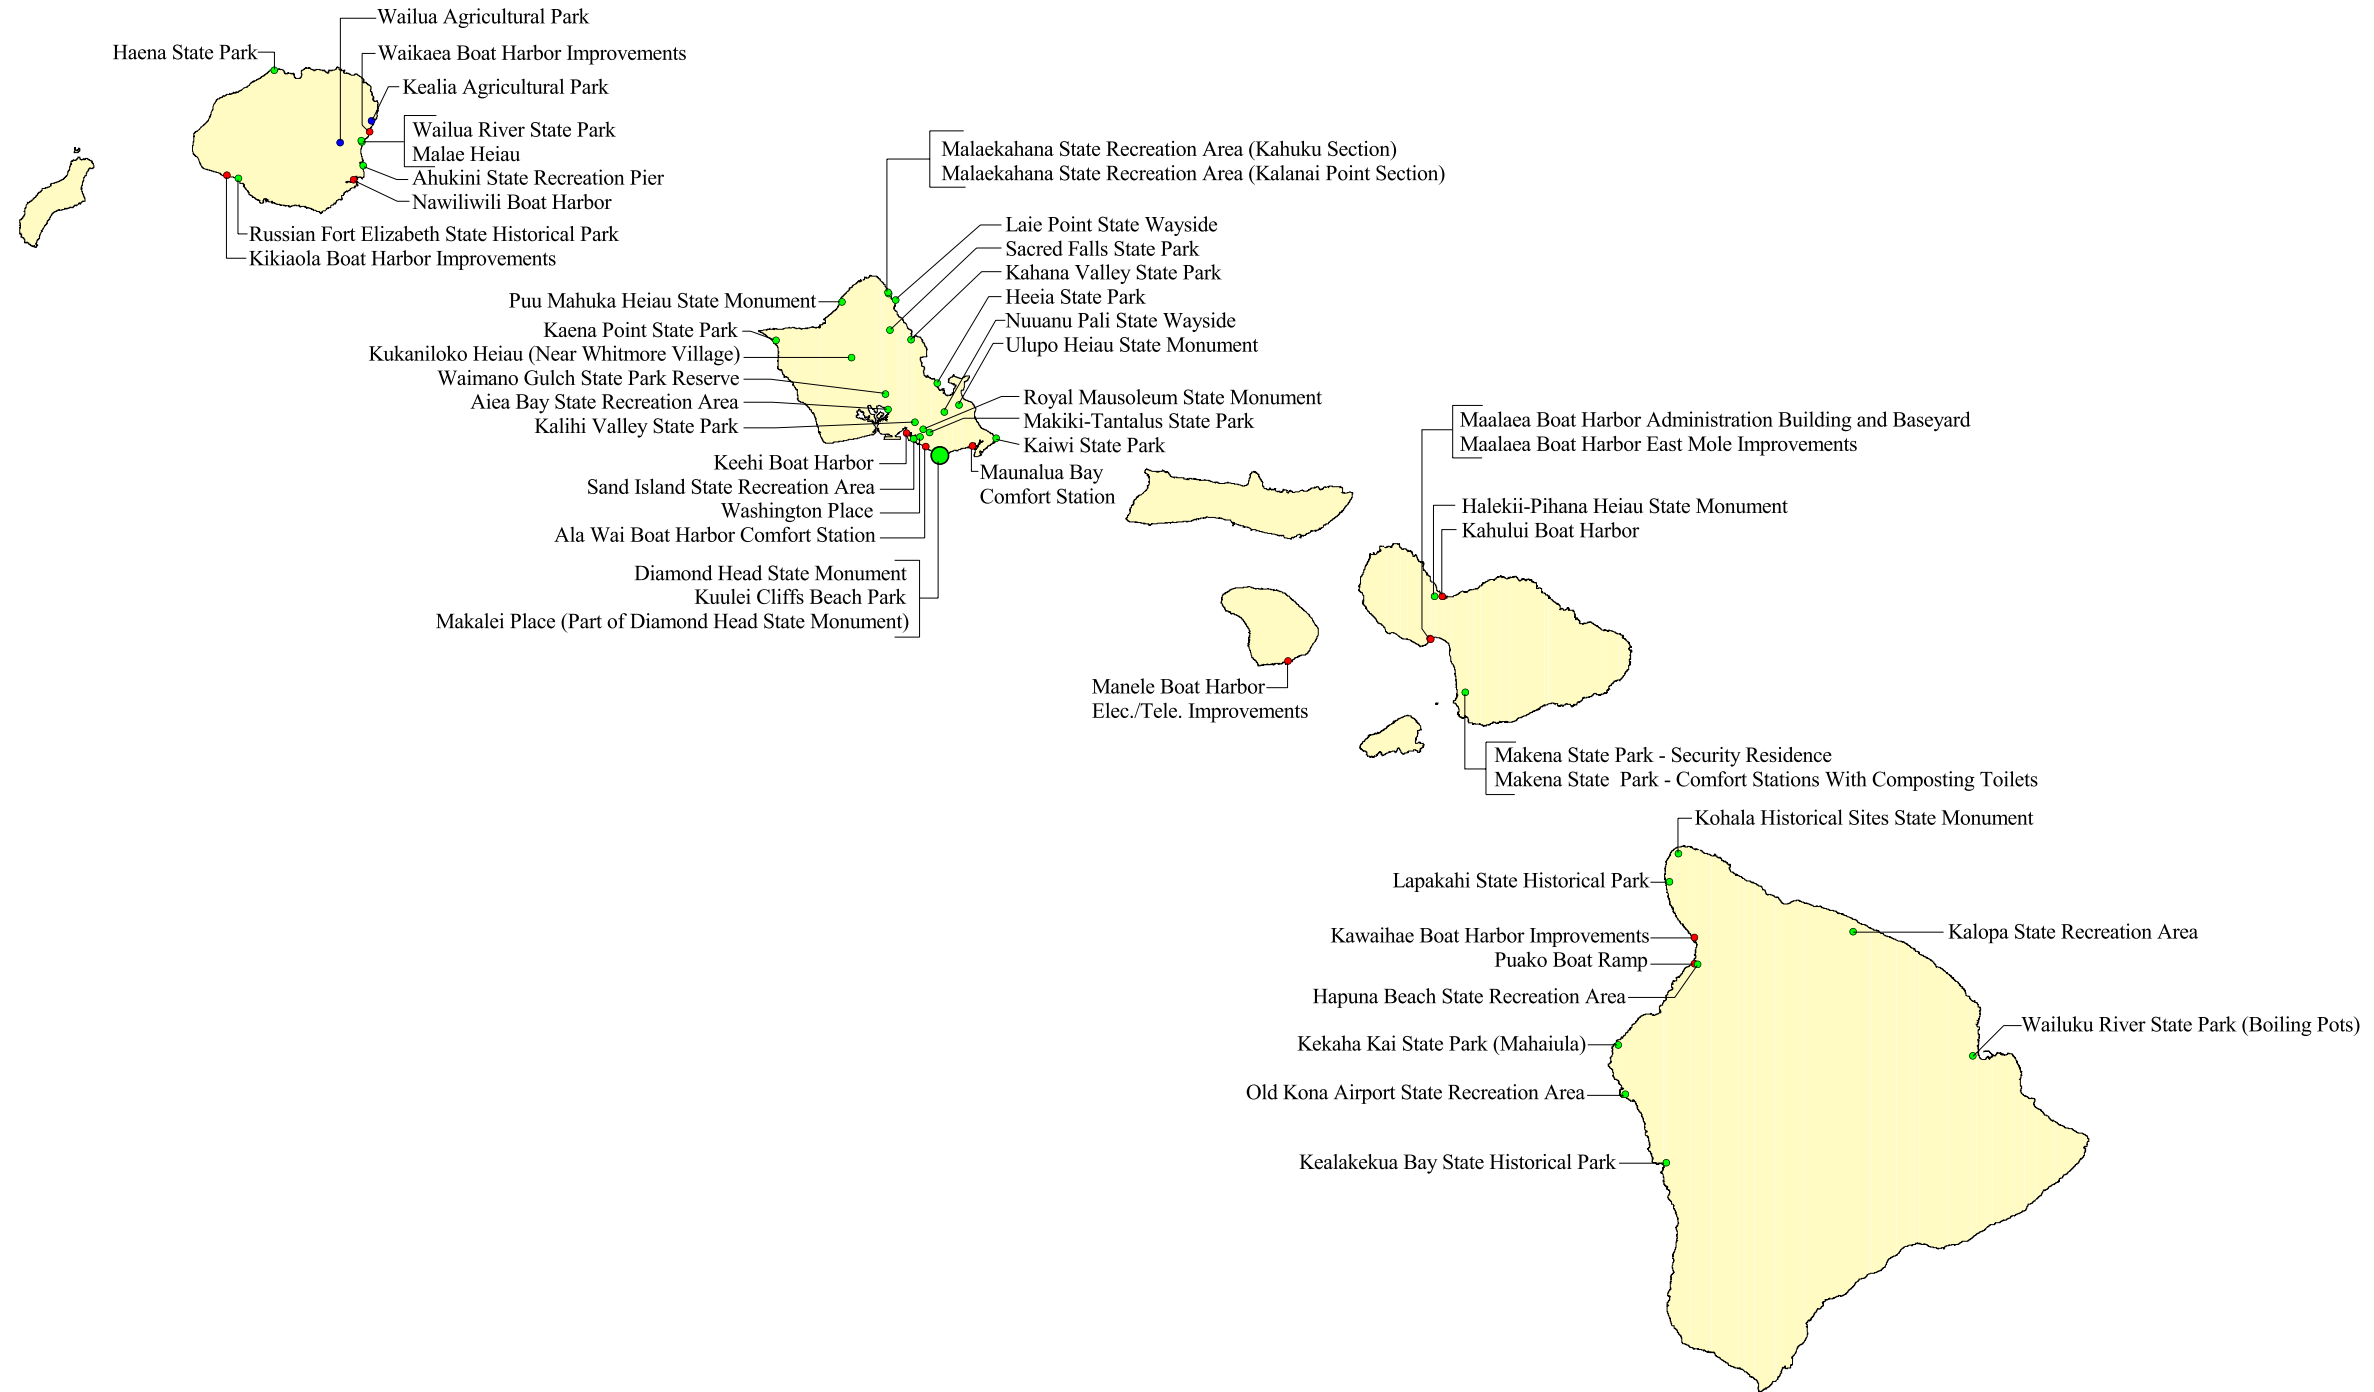 Wailua Agricultural Park
Haena State Park
Waikaea Boat Harbor Improvements
Kealia Agricultural Park
Wailua River State Park
Malae Heiau
Ahukini State Recreation Pier
Nawiliwili Boat Harbor
Russian Fort Elizabeth State Historical Park
Kikiaola Boat Harbor Improvements
Malaekahana State Recreation Area (Kahuku Section)
Malaekahana State Recreation Area (Kalanai Point Section)
Laie Point State Wayside
Sacred Falls State Park
Kahana Valley State Park
Heeia State Park
Nuuanu Pali State Wayside
Ulupo Heiau State Monument
Puu Mahuka Heiau State Monument
Kaena Point State Park
Kukaniloko Heiau (Near Whitmore Village)
Waimano Gulch State Park Reserve
Aiea Bay State Recreation Area
Kalihi Valley State Park
Royal Mausoleum State Monument
Makiki-Tantalus State Park
Kaiwi State Park
Maunalua Bay
Comfort Station
Keehi Boat Harbor
Sand Island State Recreation Area
Washington Place
Ala Wai Boat Harbor Comfort Station
Diamond Head State Monument
Kuulei Cliffs Beach Park
Makalei Place (Part of Diamond Head State Monument)
Maalaea Boat Harbor Administration Building and Baseyard
Maalaea Boat Harbor East Mole Improvements
Halekii-Pihana Heiau State Monument
Kahului Boat Harbor
Manele Boat Harbor
Elec./Tele. Improvements
Makena State Park - Security Residence
Makena State  Park - Comfort Stations With Composting Toilets
Kohala Historical Sites State Monument
Lapakahi State Historical Park
Kawaihae Boat Harbor Improvements
Puako Boat Ramp
Hapuna Beach State Recreation Area
Kalopa State Recreation Area
Wailuku River State Park (Boiling Pots)
Kekaha Kai State Park (Mahaiula)
Old Kona Airport State Recreation Area
Kealakekua Bay State Historical Park